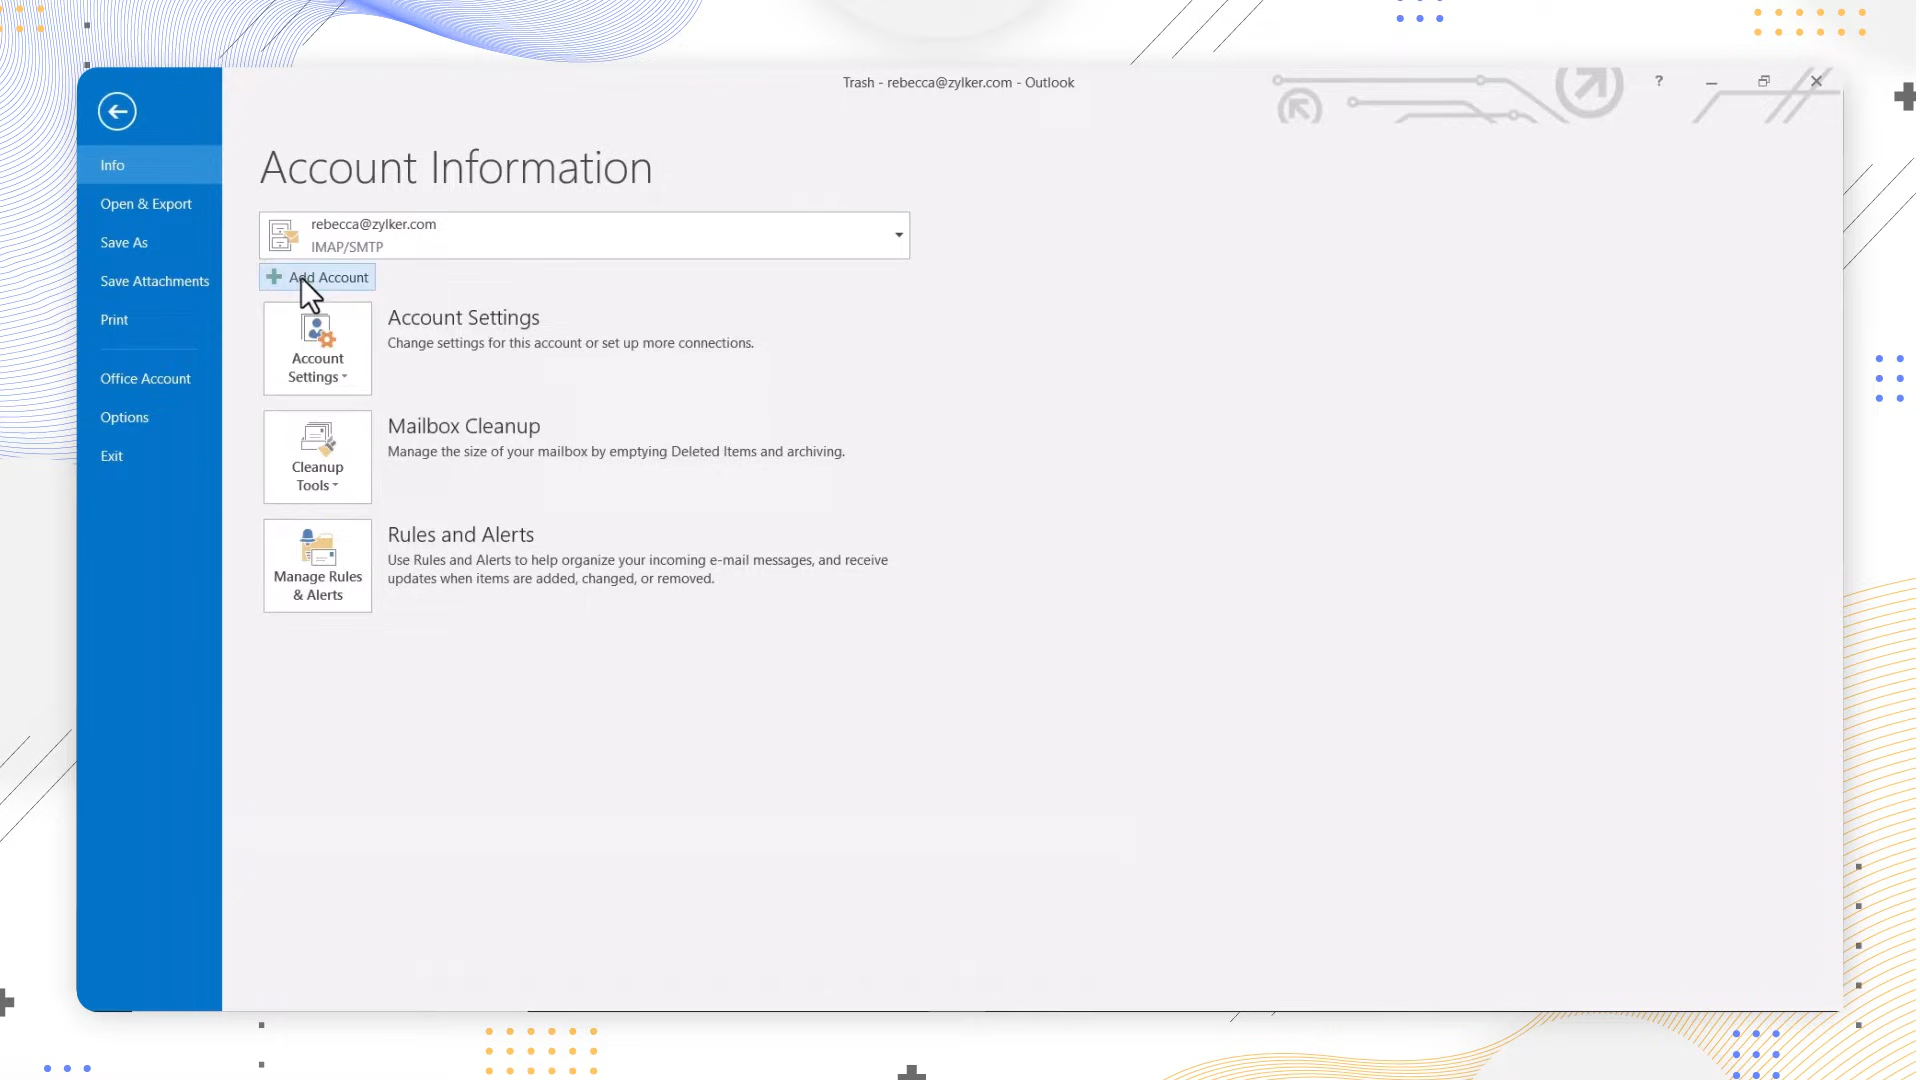 Trash - rebecca@zylker.com - Outlook
?
Info
Open & Export
Save As
Save Attachments
Print
Office Account
Options
Exit
Account Information
rebecca@zylker.com
IMAP/SMTP
Add Account
Account
Settings
Account Settings
Change settings for this account or set up more connections.
Cleanup
Tools
Mailbox Cleanup
Manage the size of your mailbox by emptying Deleted Items and archiving.
Manage Rules
& Alerts
Rules and Alerts
Use Rules and Alerts to help organize your incoming e-mail messages, and receive
updates when items are added, changed, or removed.